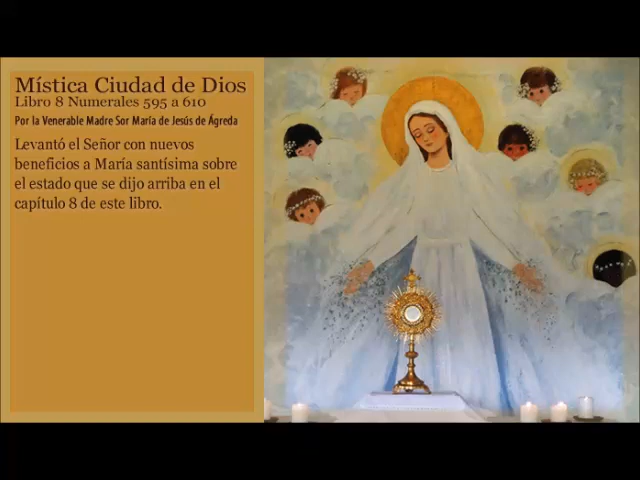 Mística Ciudad de Dios
Libro 8 Numerales 595 a 610
Por la Venerable Madre Sor María de Jesús de Ágreda
Levantó el Señor con nuevos
beneficios a María santísima sobre
el estado que se dijo arriba en el
capítulo 8 de este libro.